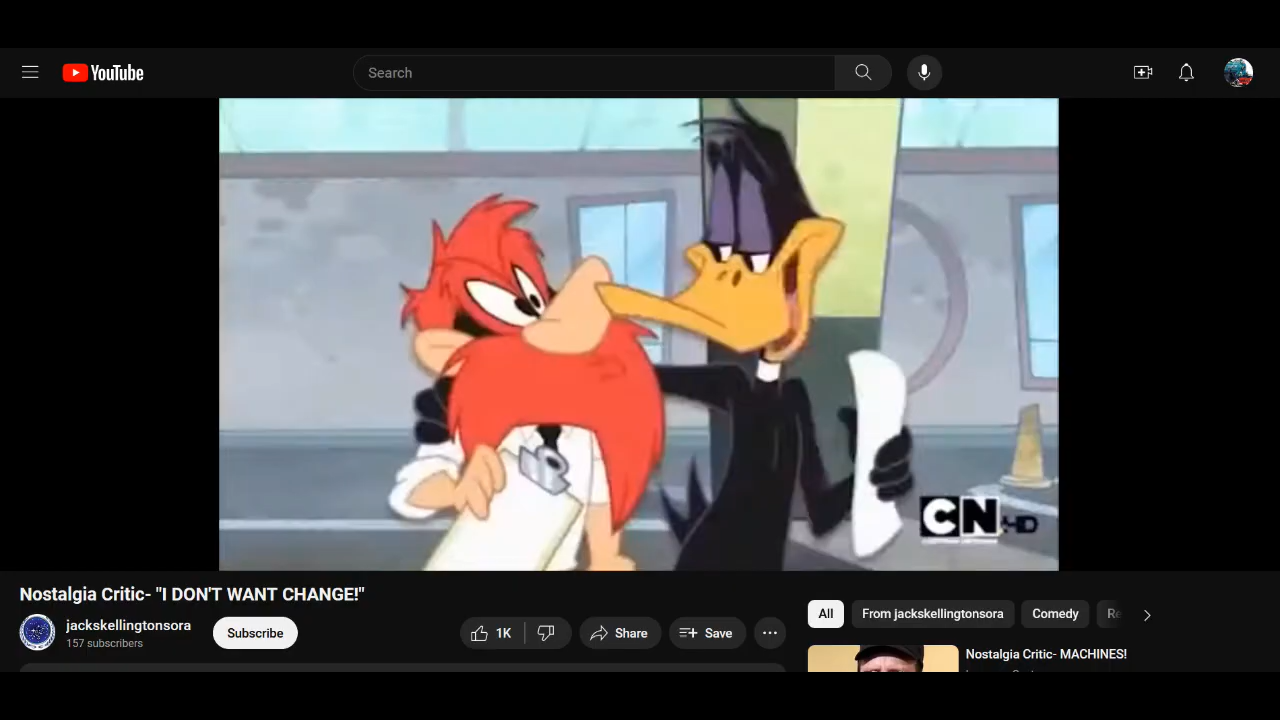 YouTube
Search
CN HD
Nostalgia Critic- "I DON'T WANT CHANGE!"
jackskellingtonsora
157 subscribers
Subscribe
1K
Share
Save
All
From jackskellingtonsora
Comedy
Re
Nostalgia Critic- MACHINES!